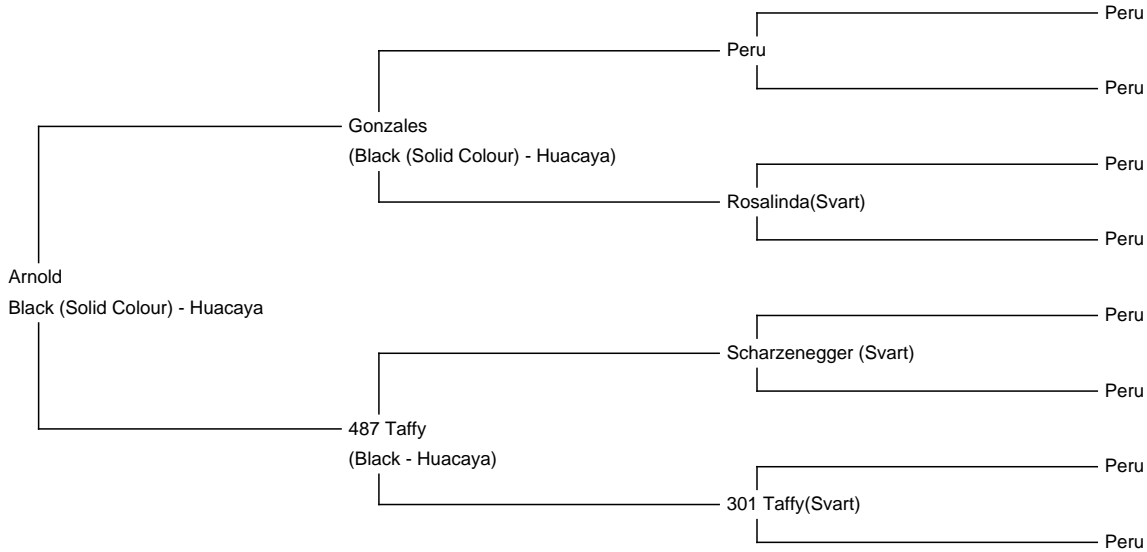 Peru
Peru
Peru
Gonzales
(Black (Solid Colour) - Huacaya)
Peru
Rosalinda(Svart)
Peru
Arnold
Black (Solid Colour) - Huacaya
Peru
Scharzenegger (Svart)
Peru
487 Taffy
(Black - Huacaya)
Peru
301 Taffy(Svart)
Peru